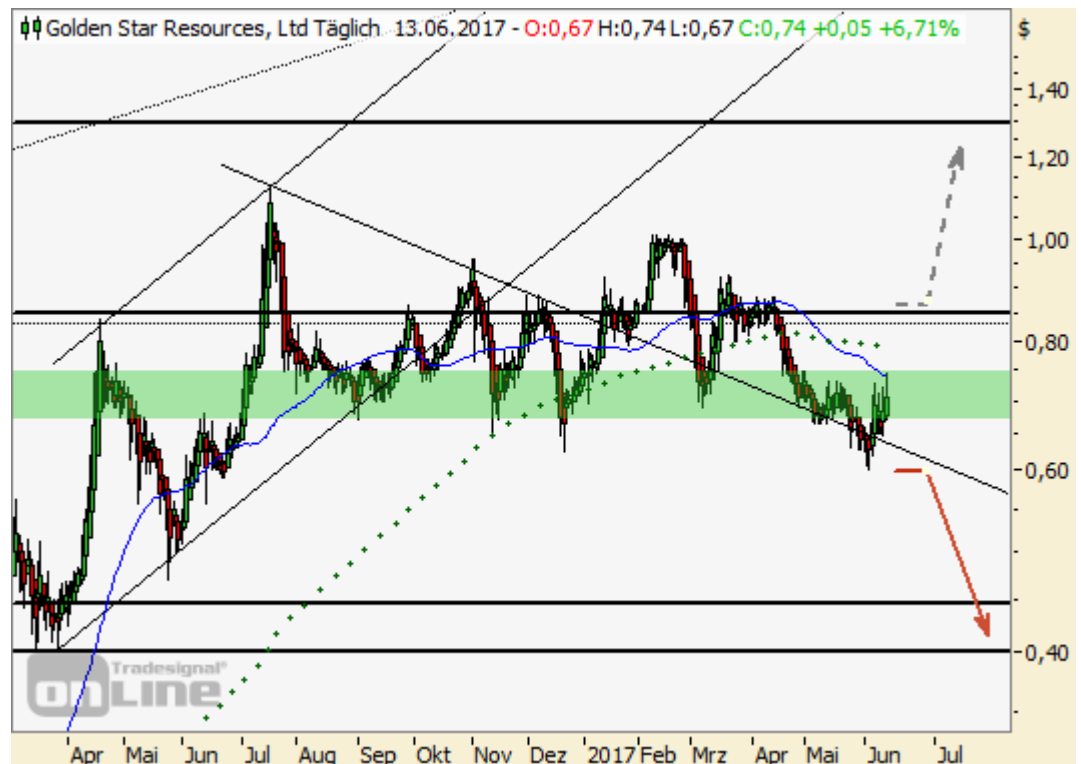 Golden Star Resources, Ltd Täglich 13.06.2017 - O:0,67 H:0,74 L:0,67 C:0,74 +0,05 +6,71%
$
1,40
1,20
1,00
0,80
0,60
0,40
Tradesignal®
onLine
Apr Mai Jun Jul Aug Sep Okt Nov Dez 2017 Feb Mrz Apr Mai Jun Jul